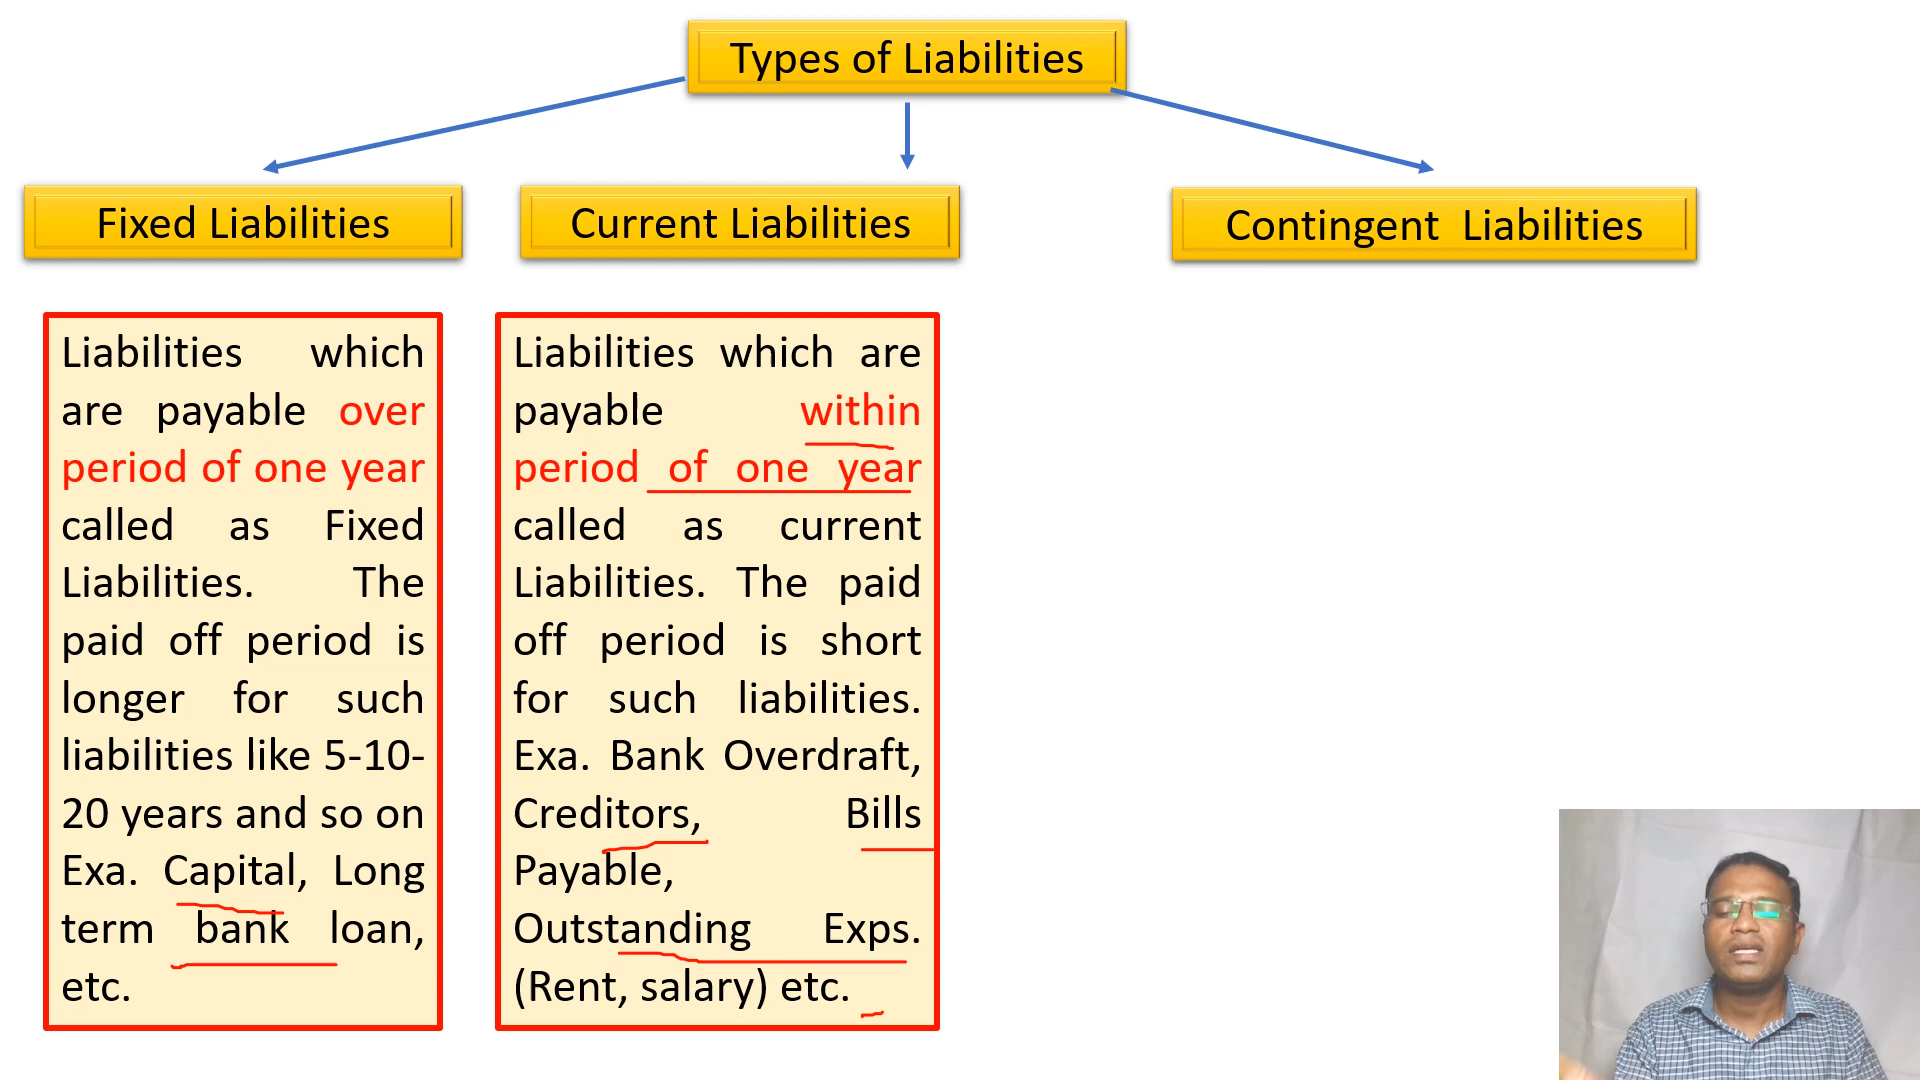 Types of Liabilities
Fixed Liabilities
Current Liabilities
Contingent Liabilities
Liabilities which
are payable over
period of one year
called as Fixed
Liabilities. The
paid off period is
longer for such
liabilities like 5-10-
20 years and so on
Exa. Capital, Long
term bank loan,
etc.
Liabilities which are
payable within
period of one year
called as current
Liabilities. The paid
off period is short
for such liabilities.
Exa. Bank Overdraft,
Creditors, Bills
Payable,
Outstanding Exps.
(Rent, salary) etc.